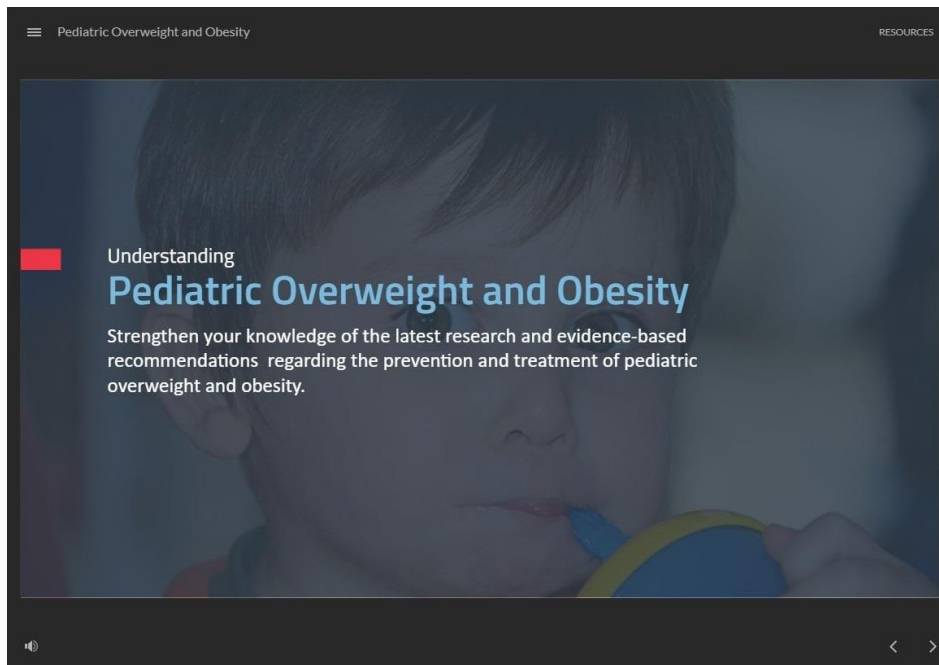 Pediatric Overweight and Obesity
RESOURCES
Understanding
Pediatric Overweight and Obesity
Strengthen your knowledge of the latest research and evidence-based
recommendations  regarding the prevention and treatment of pediatric
overweight and obesity.